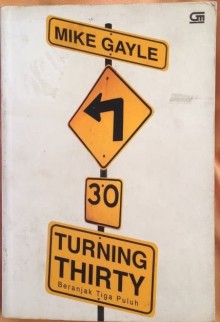 MIKE GAYLE
30
TURNING
THIRTY
Beranjak Tiga Puluh